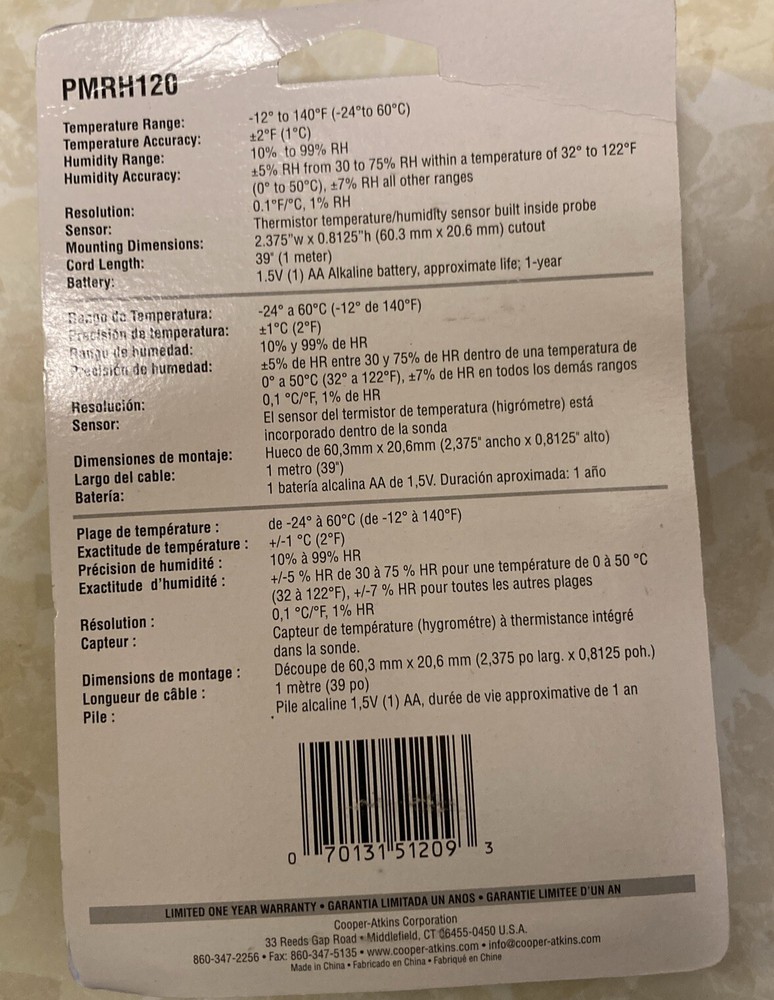 PMRH120
Temperature Range: -12° to 140°F (-24°to 60°C)
Temperature Accuracy: ±2°F (1°C)
Humidity Range: 10% to 99% RH
Humidity Accuracy: ±5% RH from 30 to 75% RH within a temperature of 32° to 122°F
(0° to 50°C), ±7% RH all other ranges
Resolution: 0.1°F/°C, 1% RH
Sensor: Thermistor temperature/humidity sensor built inside probe
Mounting Dimensions: 2.375"w x 0.8125"h (60.3 mm x 20.6 mm) cutout
Cord Length: 39" (1 meter)
Battery: 1.5V (1) AA Alkaline battery, approximate life; 1-year
Rango de Temperatura: -24° a 60°C (-12° de 140°F)
Precisión de temperatura: ±1°C (2°F)
Rango de humedad: 10% y 99% de HR
Precisión de humedad: ±5% de HR entre 30 y 75% de HR dentro de una temperatura de
0° a 50°C (32° a 122°F), ±7% de HR en todos los demás rangos
Resolución: 0,1 °C/°F, 1% de HR
Sensor: El sensor del termistor de temperatura (higrómetre) está
incorporado dentro de la sonda
Dimensiones de montaje: Hueco de 60,3mm x 20,6mm (2,375" ancho x 0,8125" alto)
Largo del cable: 1 metro (39")
Batería: 1 batería alcalina AA de 1,5V. Duración aproximada: 1 año
Plage de température : de -24° à 60°C (de -12° à 140°F)
Exactitude de température : +/-1 °C (2°F)
Précision de humidité : 10% à 99% HR
Exactitude d'humidité : +/-5 % HR de 30 à 75 % HR pour une température de 0 à 50 °C
(32 à 122°F), +/-7 % HR pour toutes les autres plages
Résolution : 0,1 °C/°F, 1% HR
Capteur : Capteur de température (hygrométre) à thermistance intégré
dans la sonde.
Dimensions de montage : Découpe de 60,3 mm x 20,6 mm (2,375 po larg. x 0,8125 poh.)
Longueur de câble : 1 mètre (39 po)
Pile : Pile alcaline 1,5V (1) AA, durée de vie approximative de 1 an
0 70131 51209 3
LIMITED ONE YEAR WARRANTY • GARANTIA LIMITADA UN ANOS • GARANTIE LIMITEE D'UN AN
Cooper-Atkins Corporation
33 Reeds Gap Road • Middlefield, CT 06455-0450 U.S.A.
860-347-2256 • Fax: 860-347-5135 • www.cooper-atkins.com • info@cooper-atkins.com
Made in China • Fabricado en China • Fabriqué en Chine